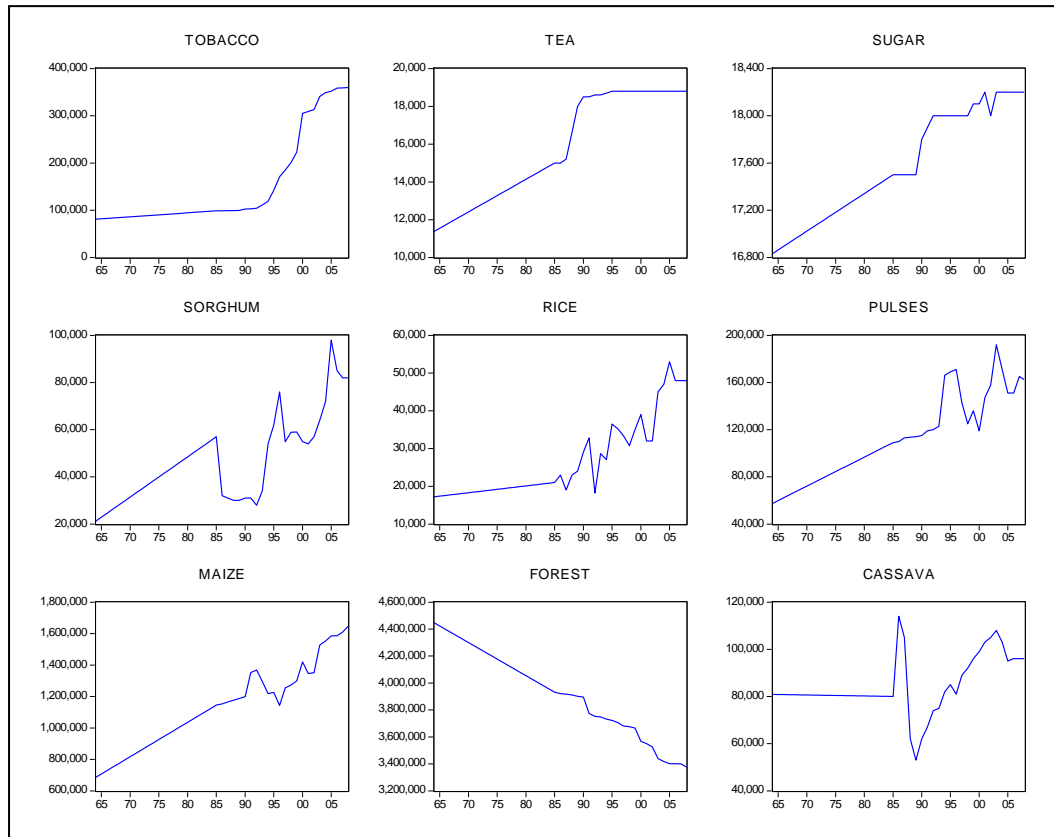 TOBACCO
400,000
300,000
200,000
100,000
0
65 70 75 80 85 90 95 00 05
TEA
20,000
18,000
16,000
14,000
12,000
10,000
65 70 75 80 85 90 95 00 05
SUGAR
18,400
18,000
17,600
17,200
16,800
65 70 75 80 85 90 95 00 05
SORGHUM
100,000
80,000
60,000
40,000
20,000
65 70 75 80 85 90 95 00 05
RICE
60,000
50,000
40,000
30,000
20,000
10,000
65 70 75 80 85 90 95 00 05
PULSES
200,000
160,000
120,000
80,000
40,000
65 70 75 80 85 90 95 00 05
MAIZE
1,800,000
1,600,000
1,400,000
1,200,000
1,000,000
800,000
600,000
65 70 75 80 85 90 95 00 05
FOREST
4,600,000
4,400,000
4,200,000
4,000,000
3,800,000
3,600,000
3,400,000
3,200,000
65 70 75 80 85 90 95 00 05
CASSAVA
120,000
100,000
80,000
60,000
40,000
65 70 75 80 85 90 95 00 05